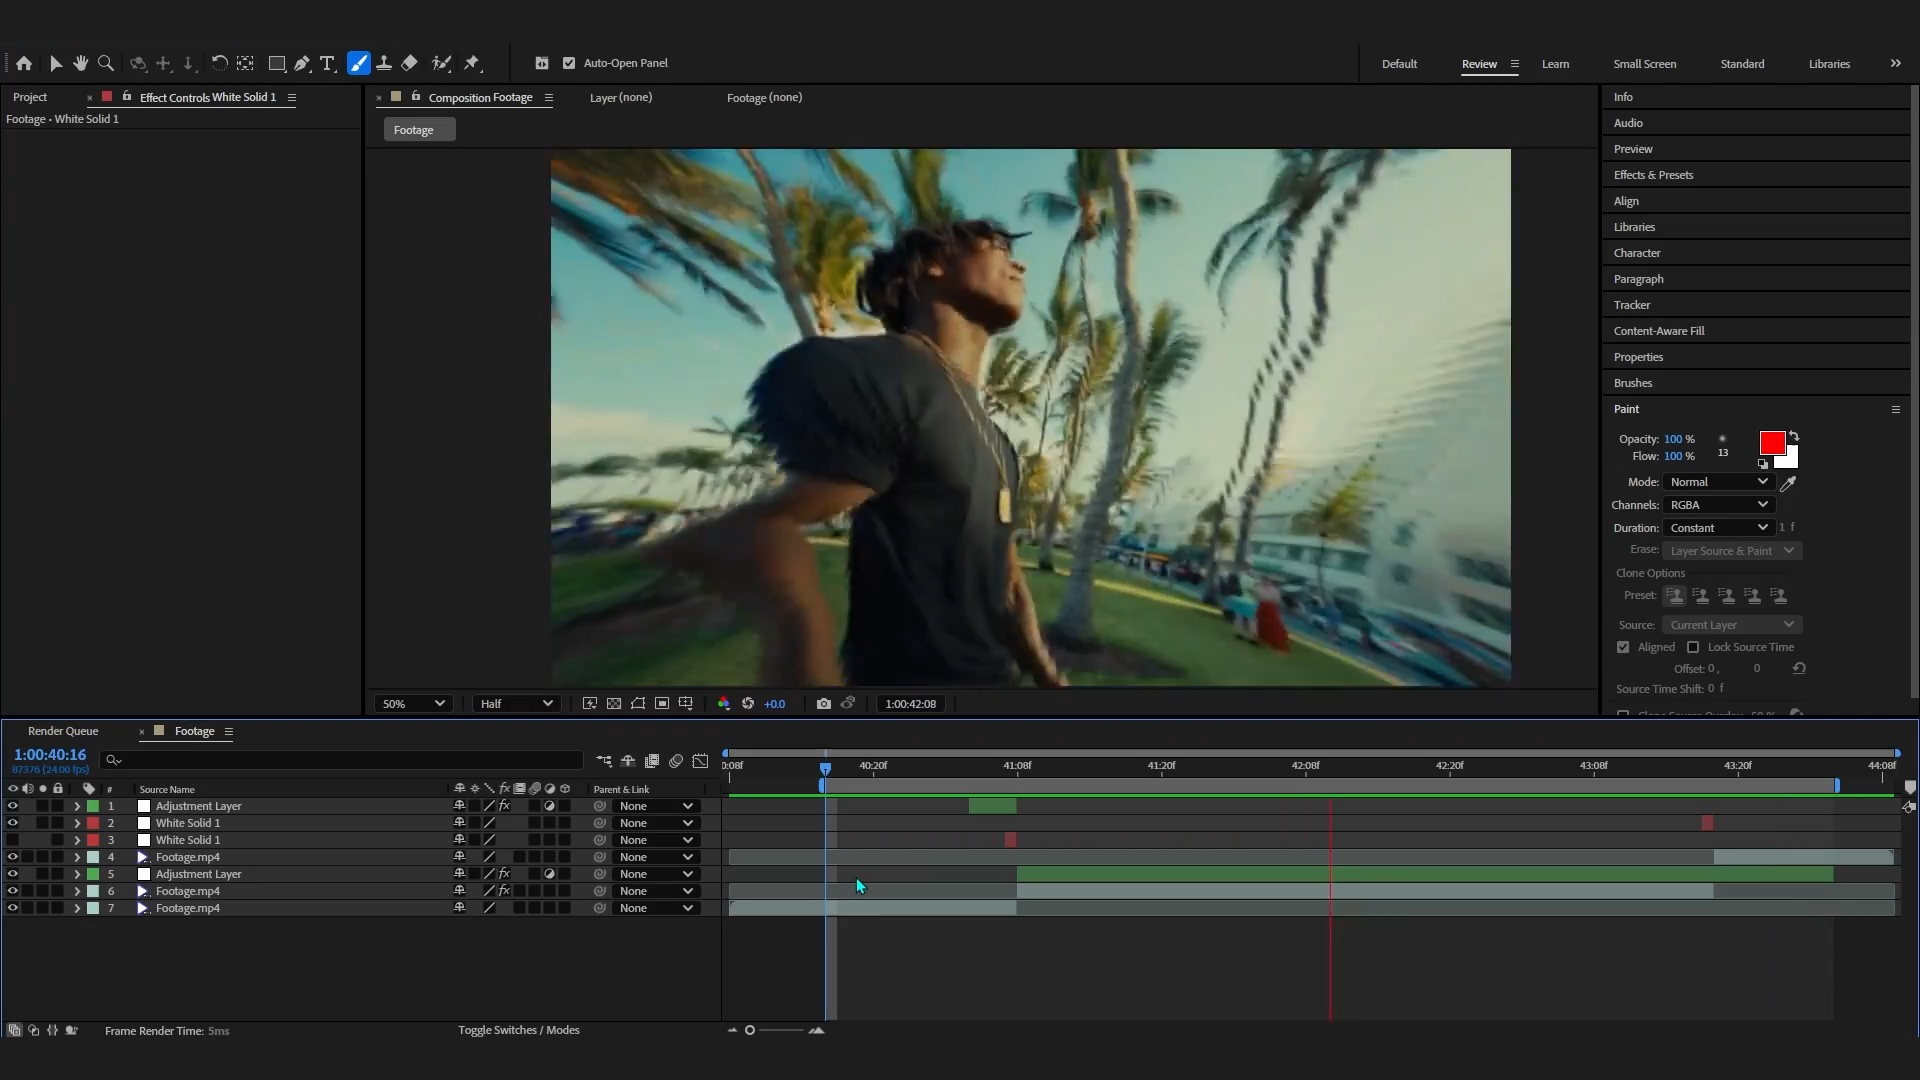 Auto-Open Panel
Default Review Learn Small Screen Standard Libraries
Project Effect Controls White Solid 1
Footage • White Solid 1
Composition Footage Layer (none) Footage (none)
Footage
Info
Audio
Preview
Effects & Presets
Align
Libraries
Character
Paragraph
Tracker
Content-Aware Fill
Properties
Brushes
Paint
Opacity: 100 %
Flow: 100 %
13
Mode: Normal
Channels: RGBA
Duration: Constant 1 f
Erase: Layer Source & Paint
Clone Options
Preset:
Source: Current Layer
Aligned Lock Source Time
Offset: 0, 0
Source Time Shift: 0 f
50% Half +0.0 1:00:42:08
Render Queue Footage
1:00:40:16
87376 (24.00 fps)
0:08f 40:20f 41:08f 41:20f 42:08f 42:20f 43:08f 43:20f 44:08f
# Source Name fx Parent & Link
1 Adjustment Layer fx None
2 White Solid 1 None
3 White Solid 1 None
4 Footage.mp4 None
5 Adjustment Layer fx None
6 Footage.mp4 fx None
7 Footage.mp4 None
Frame Render Time: 5ms Toggle Switches / Modes